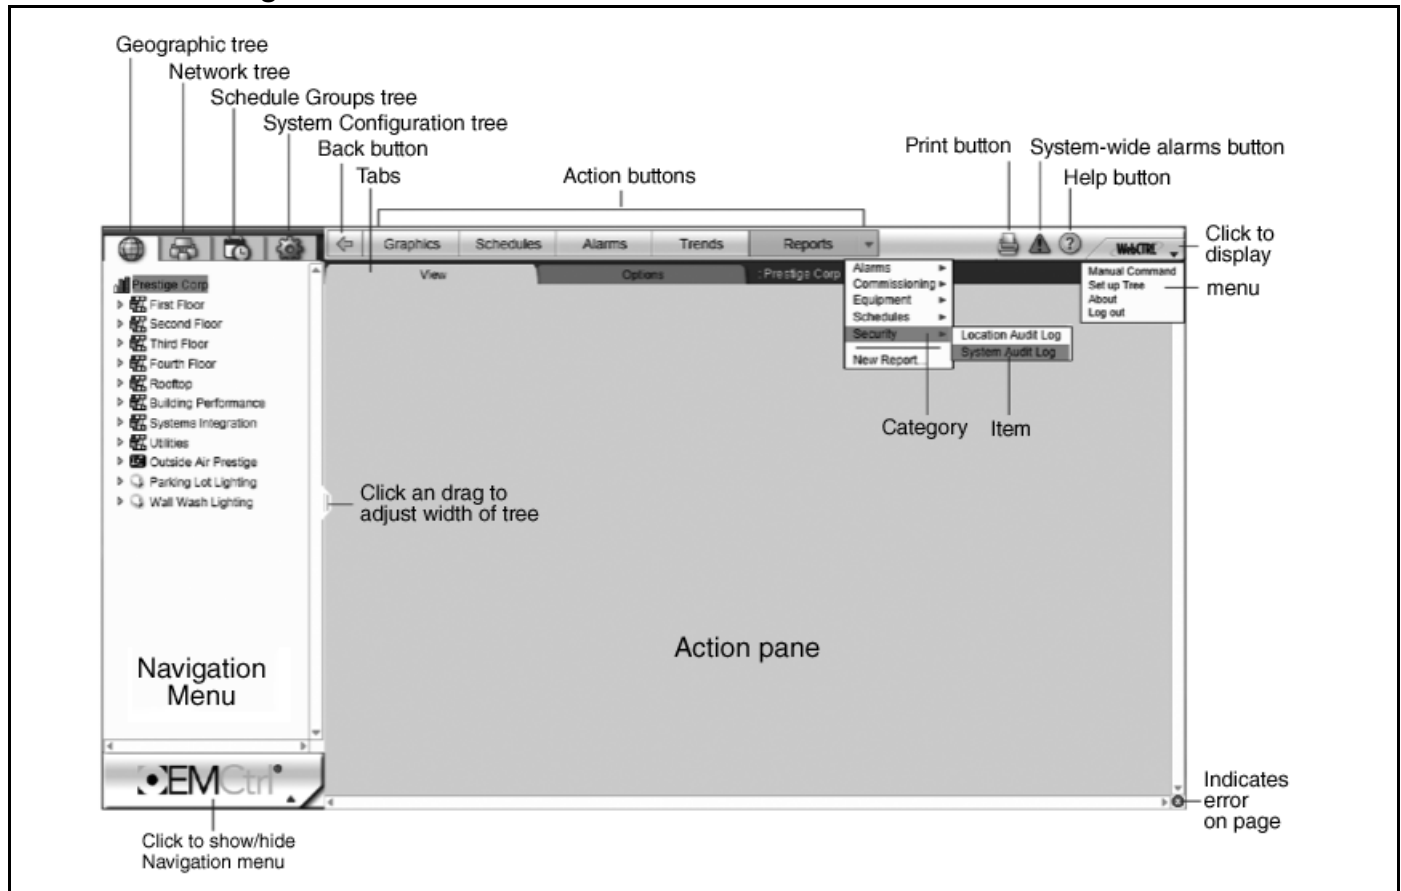 Geographic tree
Network tree
Schedule Groups tree
System Configuration tree
Back button
Tabs
Action buttons
Print button
System-wide alarms button
Help button
Graphics
Schedules
Alarms
Trends
Reports
WebCTRL
Click to
display
menu
View
Options
: Prestige Corp
Alarms
Commissioning
Equipment
Schedules
Security
New Report...
Location Audit Log
System Audit Log
Manual Command
Set up Tree
About
Log out
Prestige Corp
First Floor
Second Floor
Third Floor
Fourth Floor
Rooftop
Building Performance
Systems Integration
Utilities
Outside Air Prestige
Parking Lot Lighting
Wall Wash Lighting
Category
Item
Click an drag to
adjust width of tree
Action pane
Navigation
Menu
EMCtrl
Click to show/hide
Navigation menu
Indicates
error
on page